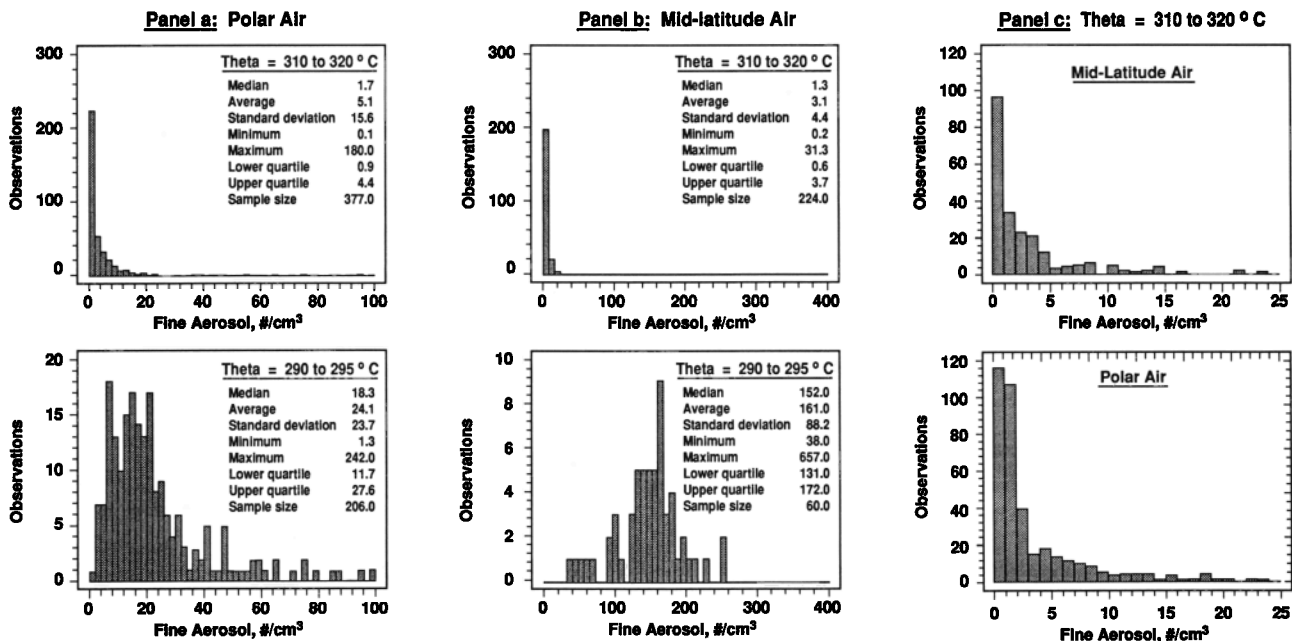 Panel a: Polar Air
300
200
100
0
Observations
Theta = 310 to 320 ° C
Median 1.7
Average 5.1
Standard deviation 15.6
Minimum 0.1
Maximum 180.0
Lower quartile 0.9
Upper quartile 4.4
Sample size 377.0
0 20 40 60 80 100
Fine Aerosol, #/cm³
20
15
10
5
0
Observations
Theta = 290 to 295 ° C
Median 18.3
Average 24.1
Standard deviation 23.7
Minimum 1.3
Maximum 242.0
Lower quartile 11.7
Upper quartile 27.6
Sample size 206.0
0 20 40 60 80 100
Fine Aerosol, #/cm³
Panel b: Mid-latitude Air
300
200
100
0
Observations
Theta = 310 to 320 ° C
Median 1.3
Average 3.1
Standard deviation 4.4
Minimum 0.2
Maximum 31.3
Lower quartile 0.6
Upper quartile 3.7
Sample size 224.0
0 100 200 300 400
Fine Aerosol, #/cm³
10
8
6
4
2
0
Observations
Theta = 290 to 295 ° C
Median 152.0
Average 161.0
Standard deviation 88.2
Minimum 38.0
Maximum 657.0
Lower quartile 131.0
Upper quartile 172.0
Sample size 60.0
0 100 200 300 400
Fine Aerosol, #/cm³
Panel c: Theta = 310 to 320 ° C
120
100
80
60
40
20
0
Observations
Mid-Latitude Air
0 5 10 15 20 25
Fine Aerosol, #/cm³
120
100
80
60
40
20
0
Observations
Polar Air
0 5 10 15 20 25
Fine Aerosol, #/cm³